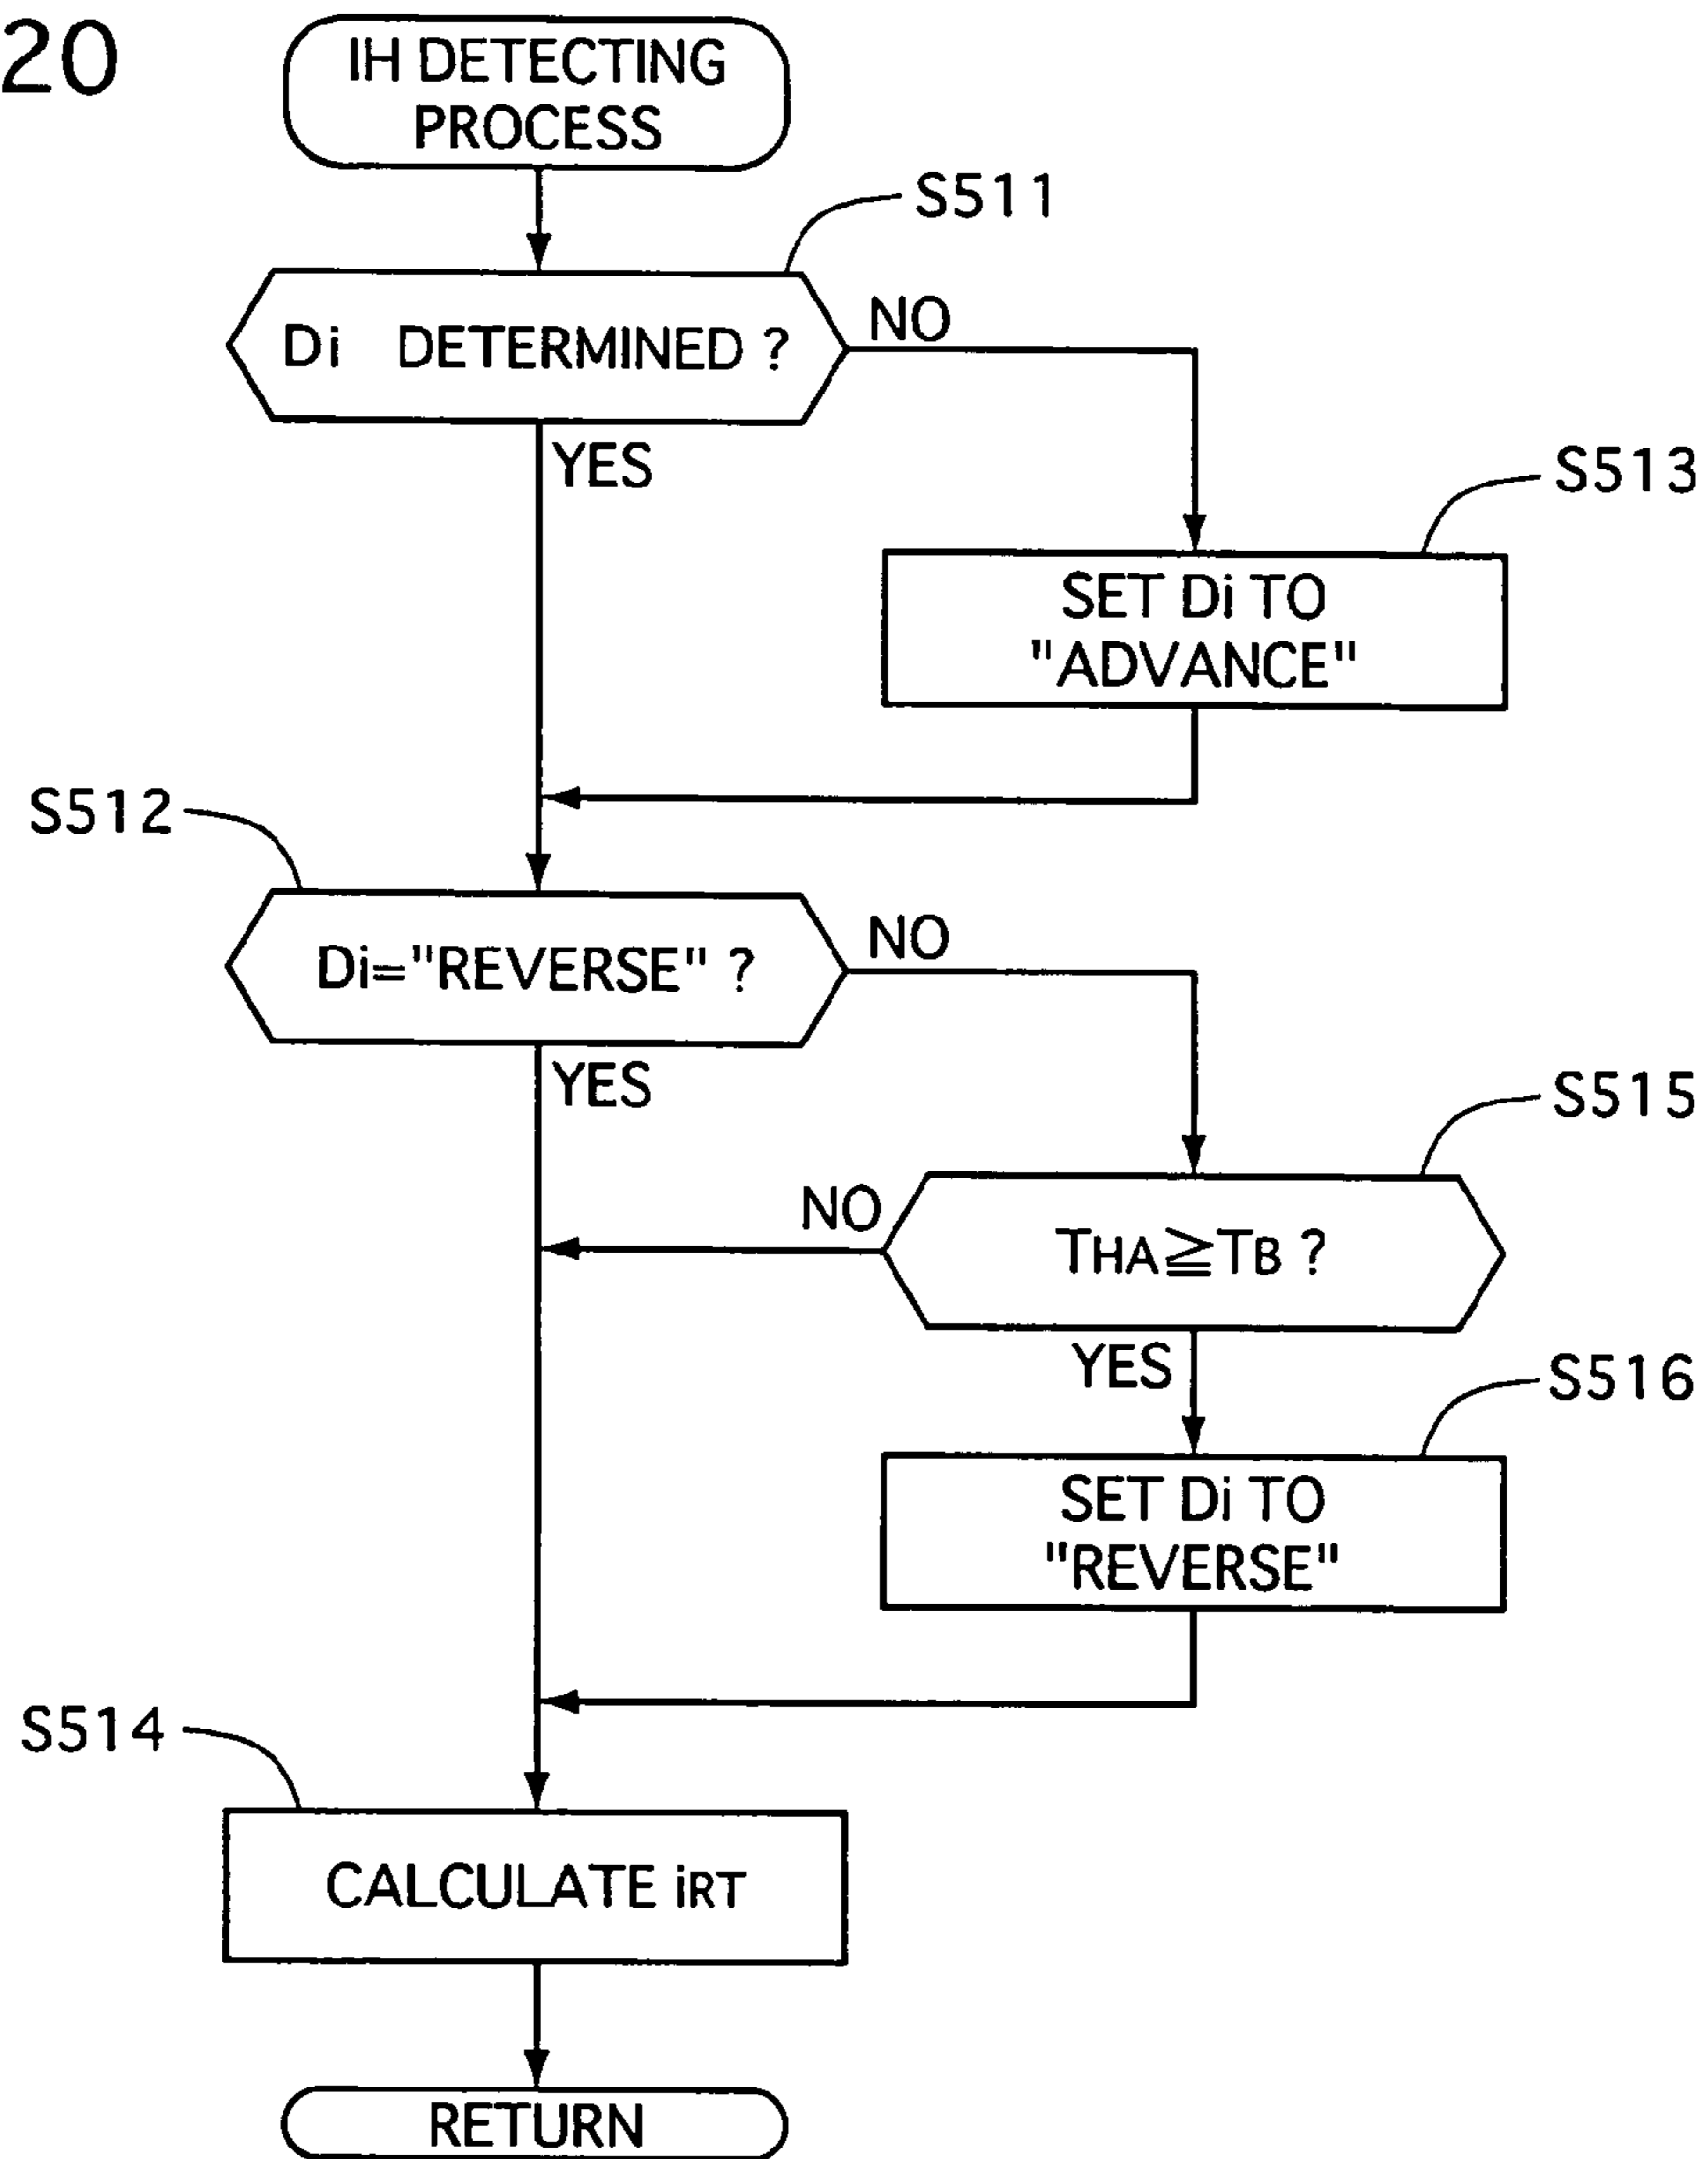 20
IH DETECTING
PROCESS
S511
Di DETERMINED ?
NO
YES
S513
SET Di TO
"ADVANCE"
S512
Di="REVERSE" ?
NO
YES
S515
NO
THA≧TB ?
YES
S516
SET Di TO
"REVERSE"
S514
CALCULATE iRT
RETURN